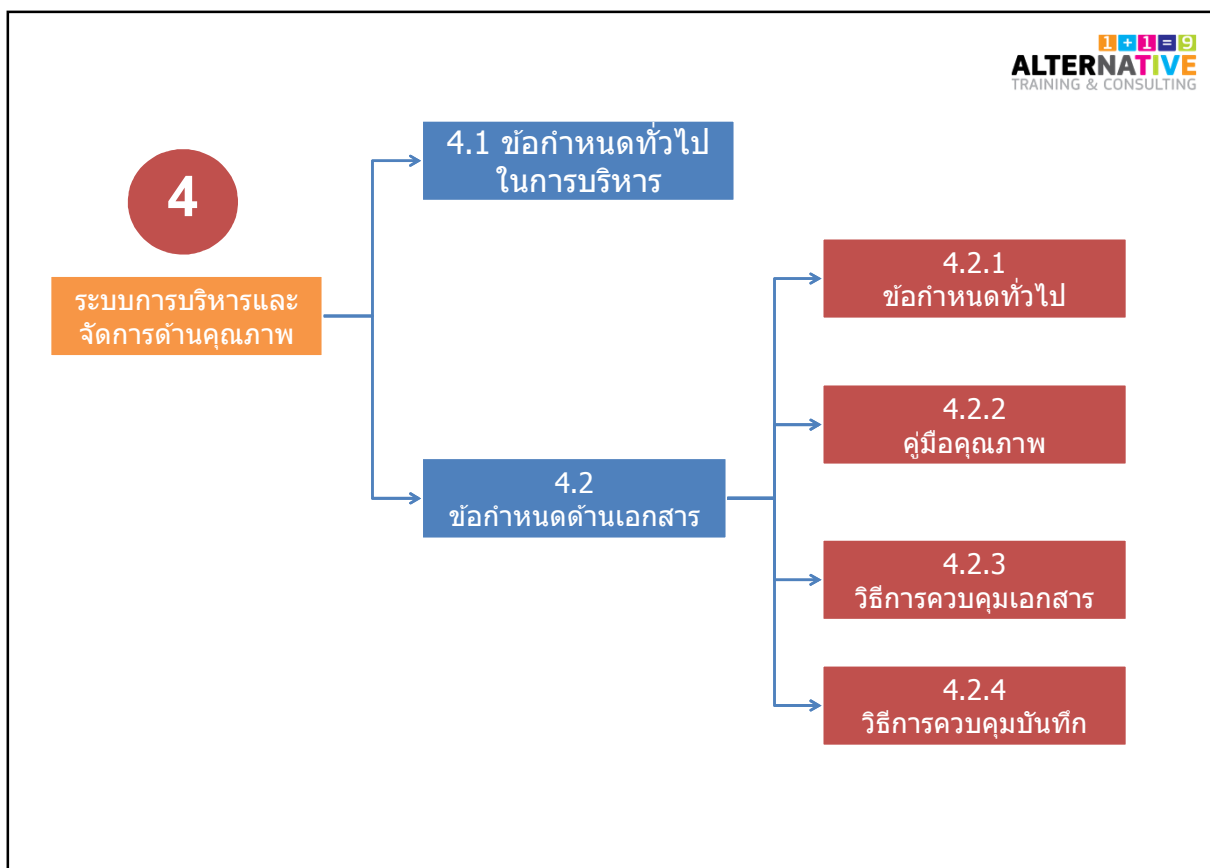 1+1=9
ALTERNATIVE
TRAINING & CONSULTING
4
ระบบการบริหารและ
จัดการด้านคุณภาพ
4.1 ข้อกำหนดทั่วไป
ในการบริหาร
4.2
ข้อกำหนดด้านเอกสาร
4.2.1
ข้อกำหนดทั่วไป
4.2.2
คู่มือคุณภาพ
4.2.3
วิธีการควบคุมเอกสาร
4.2.4
วิธีการควบคุมบันทึก